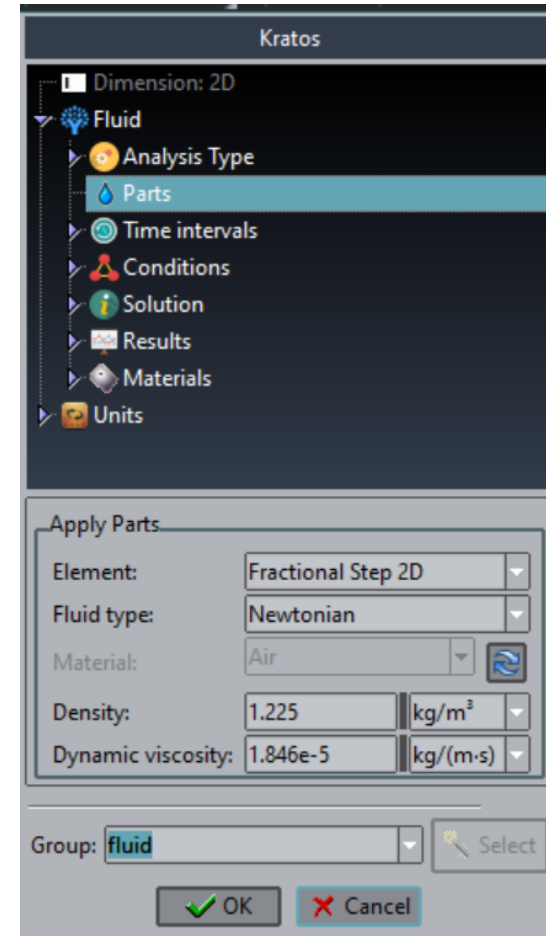 Kratos
Dimension: 2D
Fluid
Analysis Type
Parts
Time intervals
Conditions
Solution
Results
Materials
Units
Apply Parts
Element: Fractional Step 2D
Fluid type: Newtonian
Material: Air
Density: 1.225 kg/m³
Dynamic viscosity: 1.846e-5 kg/(m·s)
Group: fluid Select
OK Cancel